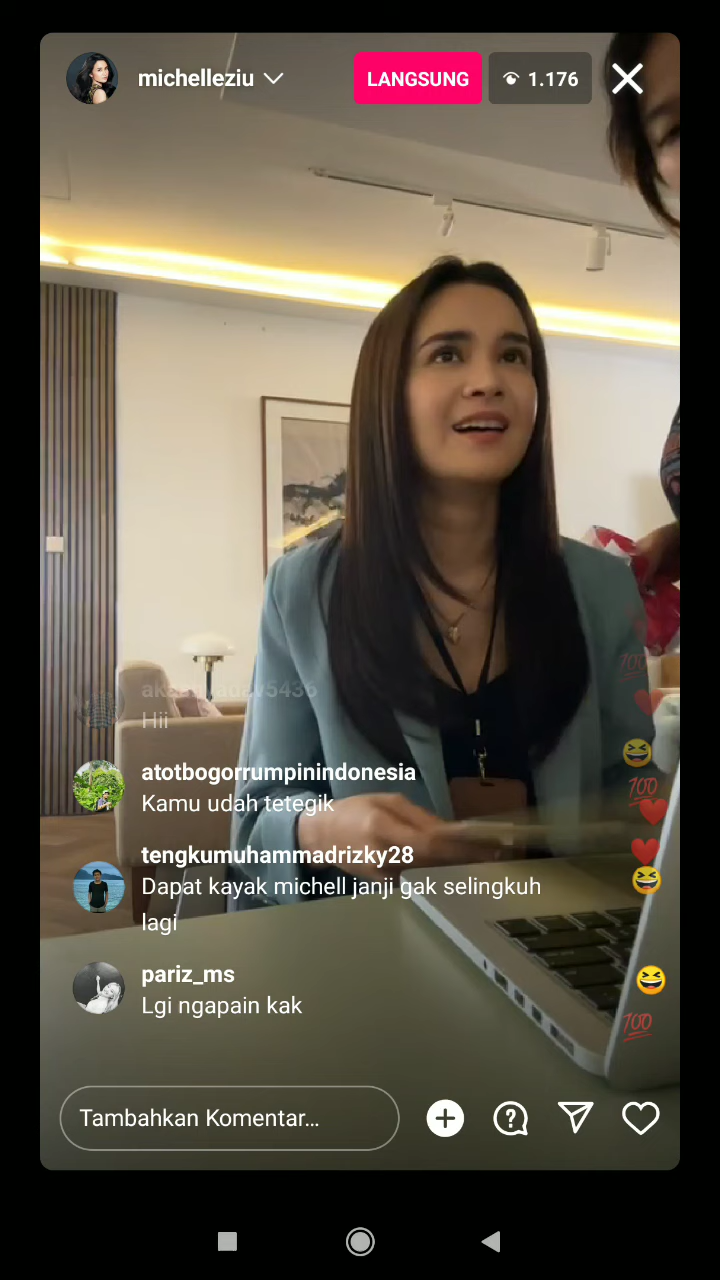 michelleziu
LANGSUNG
1.176
Hii
atotbogorrumpinindonesia
Kamu udah tetegik
tengkumuhammadrizky28
Dapat kayak michell janji gak selingkuh
lagi
pariz_ms
Lgi ngapain kak
Tambahkan Komentar...